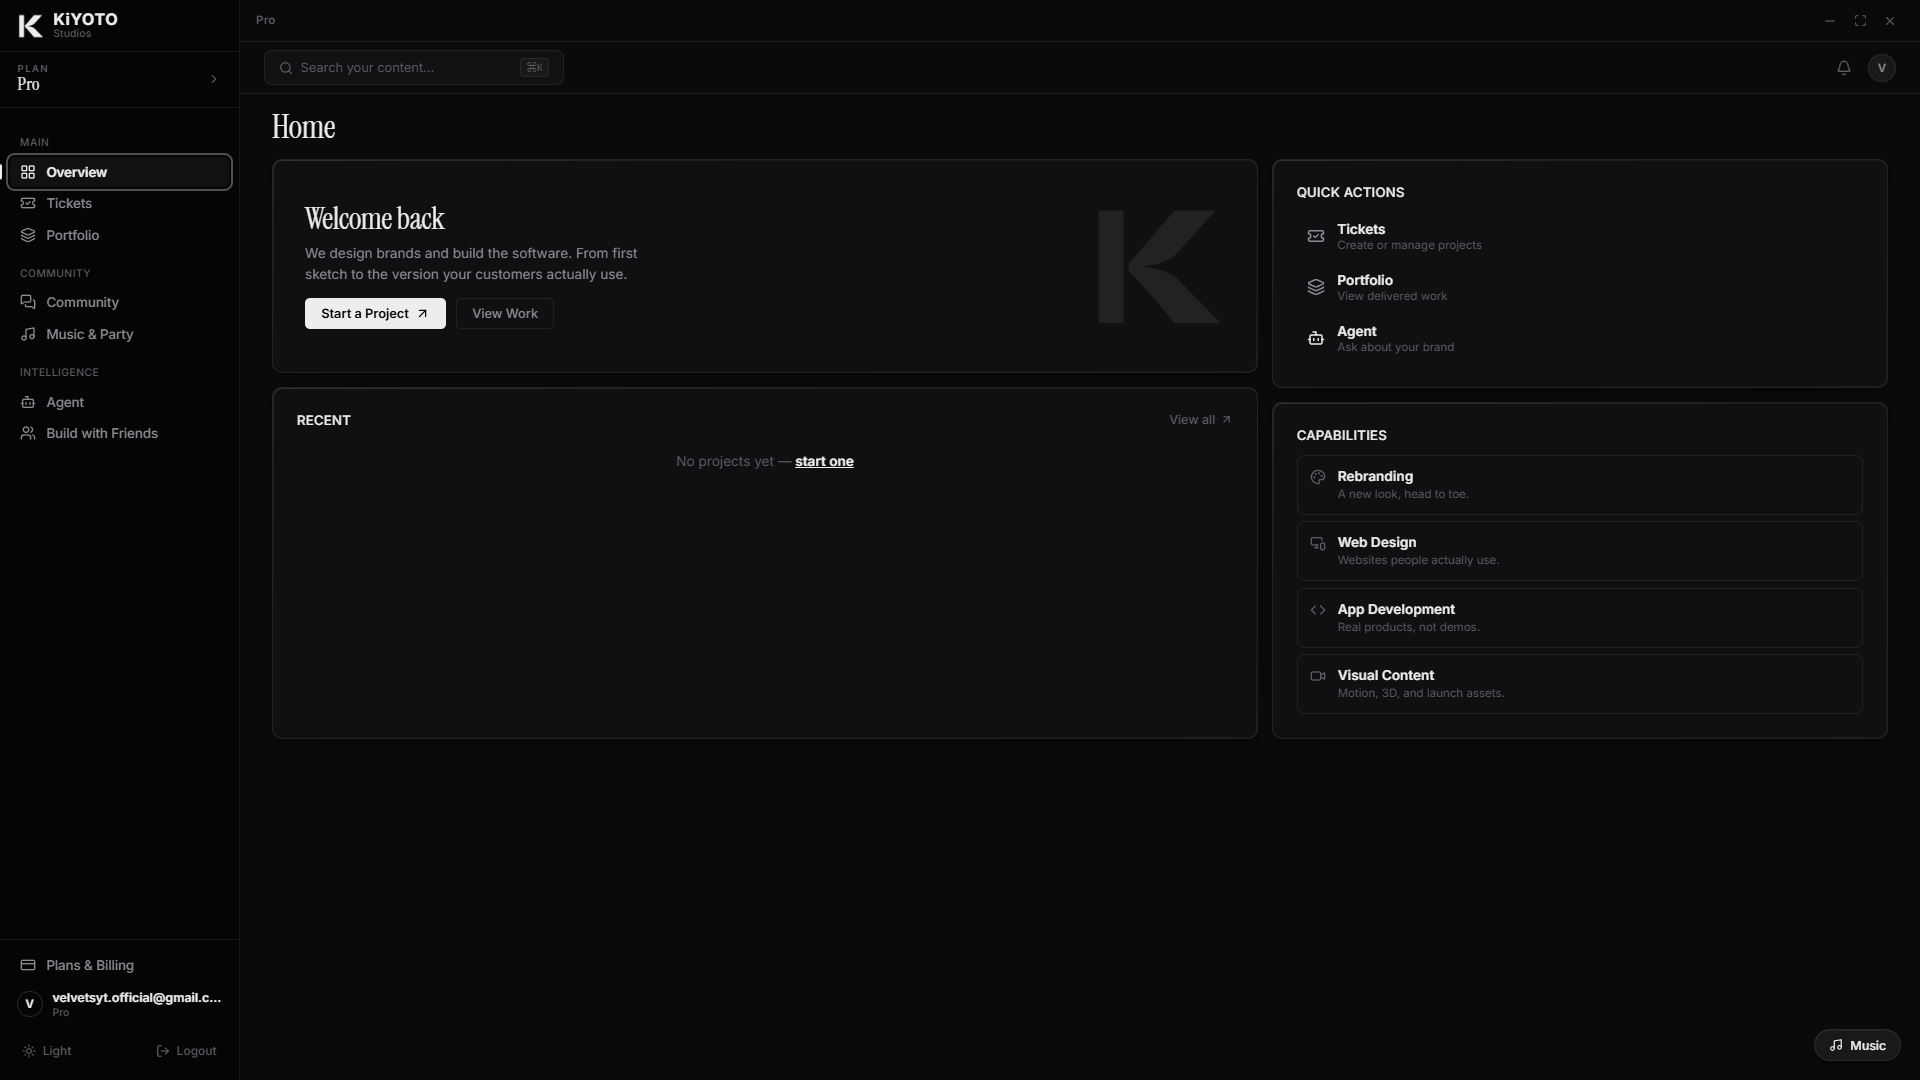 KiYOTO
Studios
PLAN
Pro
MAIN
Overview
Tickets
Portfolio
COMMUNITY
Community
Music & Party
INTELLIGENCE
Agent
Build with Friends
Plans & Billing
V
velvetsyt.official@gmail.c...
Pro
Light
Logout
Pro
Search your content...
⌘K
V
Home
Welcome back
We design brands and build the software. From first
sketch to the version your customers actually use.
Start a Project
View Work
K
RECENT
View all
No projects yet — start one
QUICK ACTIONS
Tickets
Create or manage projects
Portfolio
View delivered work
Agent
Ask about your brand
CAPABILITIES
Rebranding
A new look, head to toe.
Web Design
Websites people actually use.
App Development
Real products, not demos.
Visual Content
Motion, 3D, and launch assets.
Music